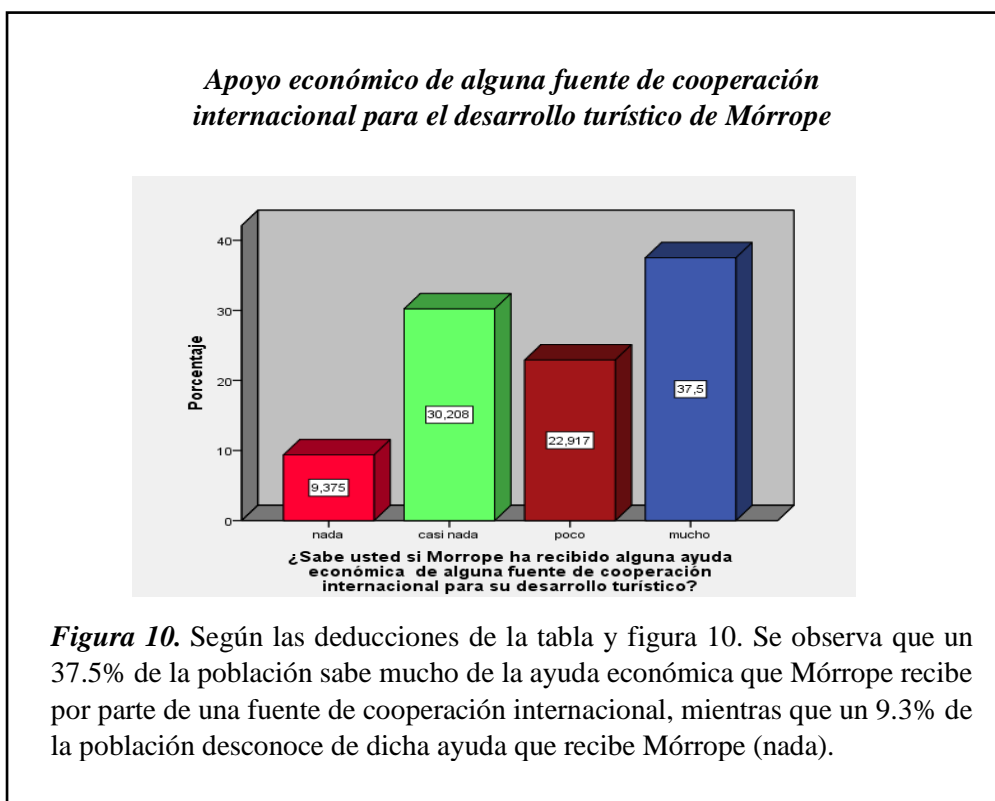 Apoyo económico de alguna fuente de cooperación
internacional para el desarrollo turístico de Mórrope
Porcentaje
40
30
20
10
0
9,375
30,208
22,917
37,5
nada
casi nada
poco
mucho
¿Sabe usted si Morrope ha recibido alguna ayuda
económica de alguna fuente de cooperación
internacional para su desarrollo turístico?
Figura 10. Según las deducciones de la tabla y figura 10. Se observa que un
37.5% de la población sabe mucho de la ayuda económica que Mórrope recibe
por parte de una fuente de cooperación internacional, mientras que un 9.3% de
la población desconoce de dicha ayuda que recibe Mórrope (nada).